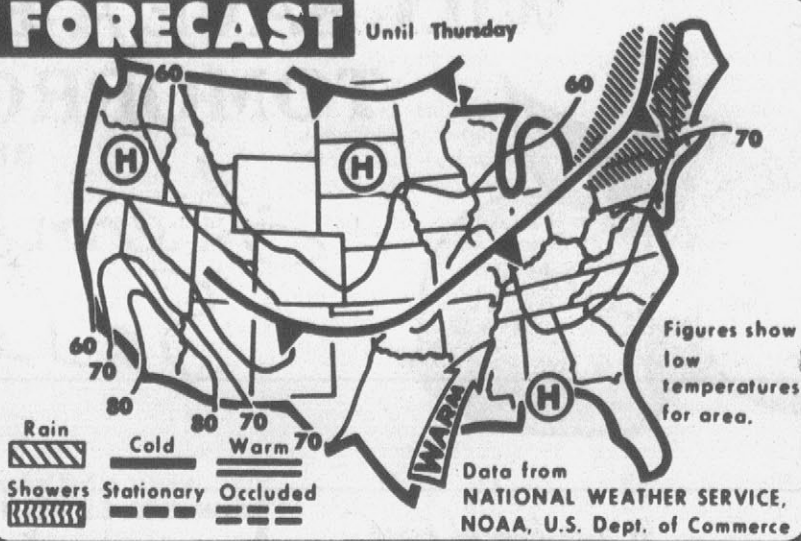 FORECAST Until Thursday
60
60
70
H
H
60
70
80
80
70
70
H
WARM
Figures show
low
temperatures
for area.
Rain
Cold
Warm
Showers
Stationary
Occluded
Data from
NATIONAL WEATHER SERVICE,
NOAA, U.S. Dept. of Commerce